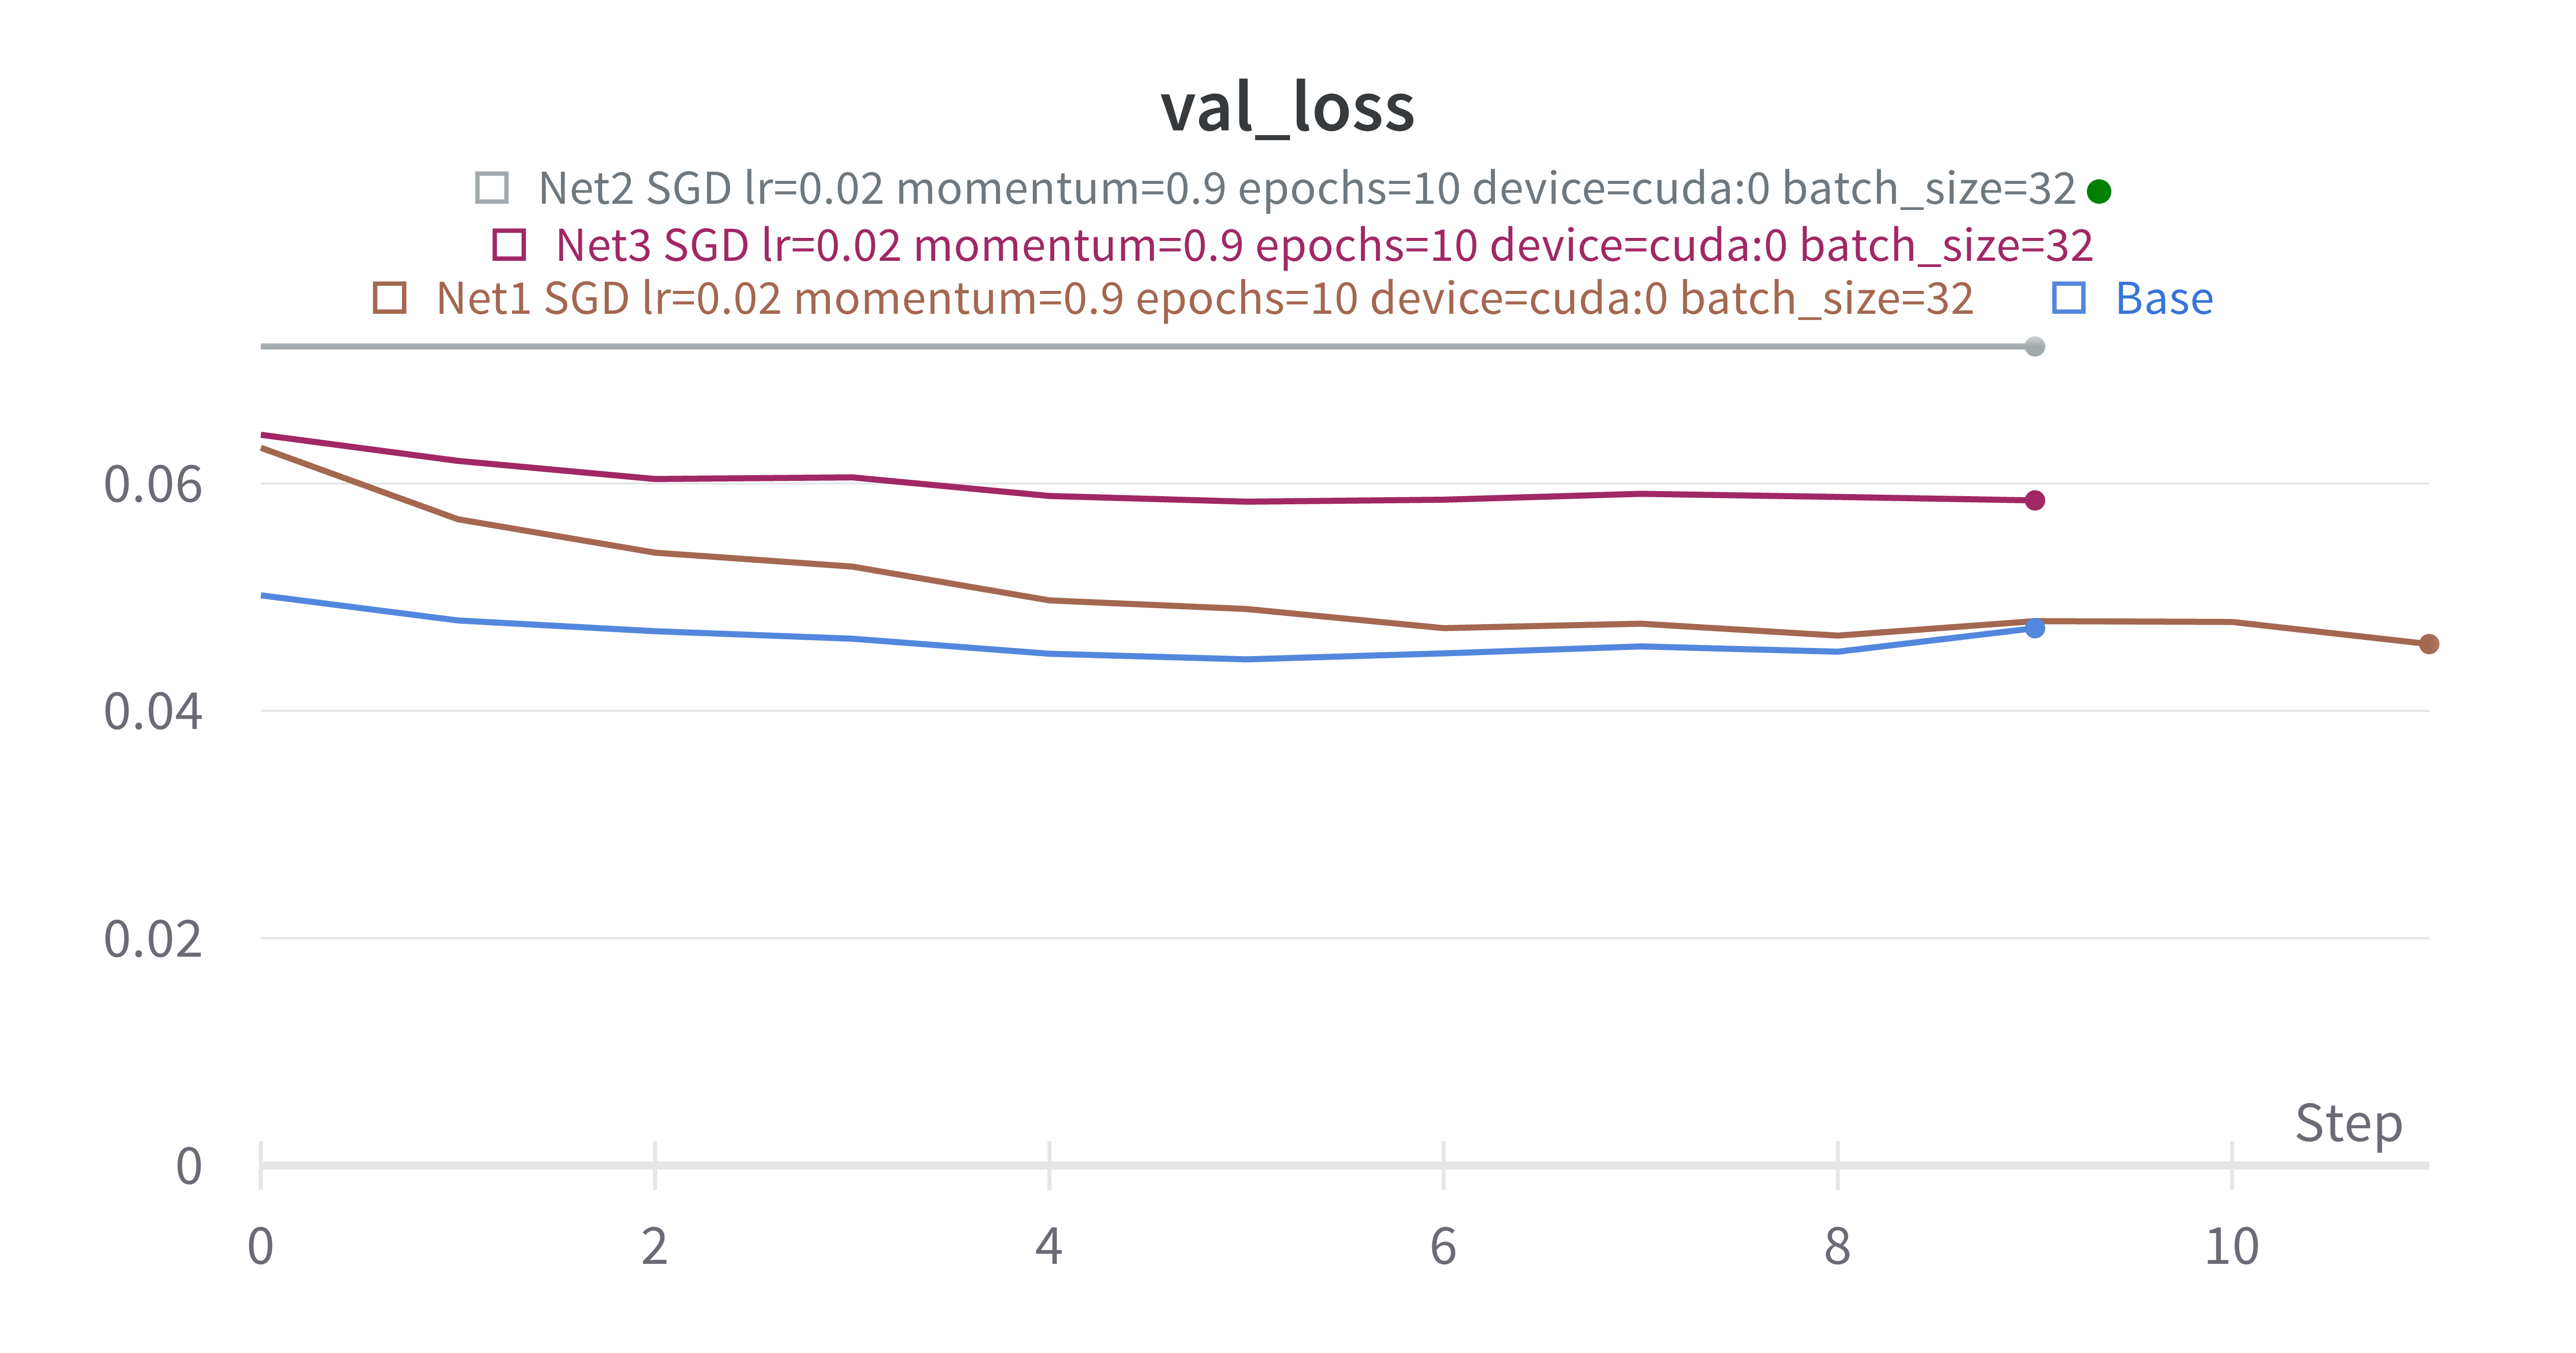 val_loss
Net2 SGD lr=0.02 momentum=0.9 epochs=10 device=cuda:0 batch_size=32
Net3 SGD lr=0.02 momentum=0.9 epochs=10 device=cuda:0 batch_size=32
Net1 SGD lr=0.02 momentum=0.9 epochs=10 device=cuda:0 batch_size=32 Base
0.06
0.04
0.02
Step
0
0 2 4 6 8 10